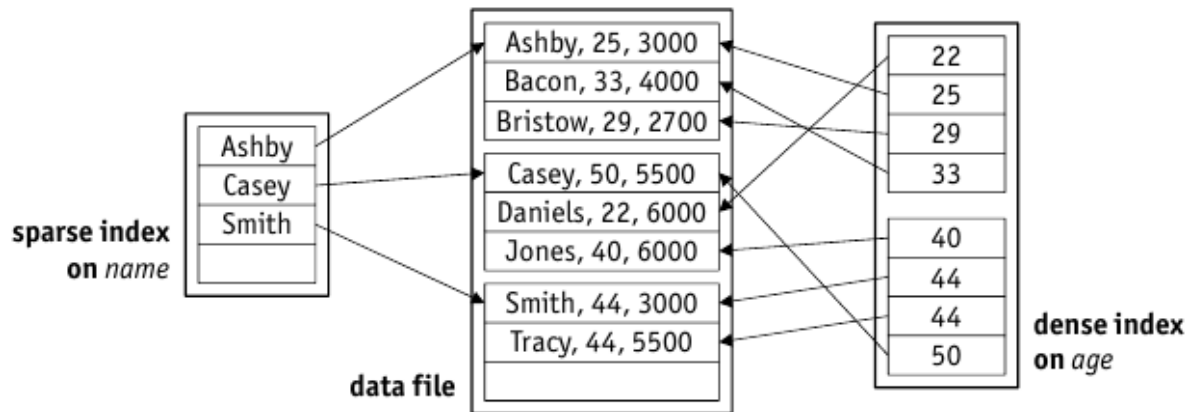 Ashby
Casey
Smith
sparse index
on name
Ashby, 25, 3000
Bacon, 33, 4000
Bristow, 29, 2700
Casey, 50, 5500
Daniels, 22, 6000
Jones, 40, 6000
Smith, 44, 3000
Tracy, 44, 5500
data file
22
25
29
33
40
44
44
50
dense index
on age